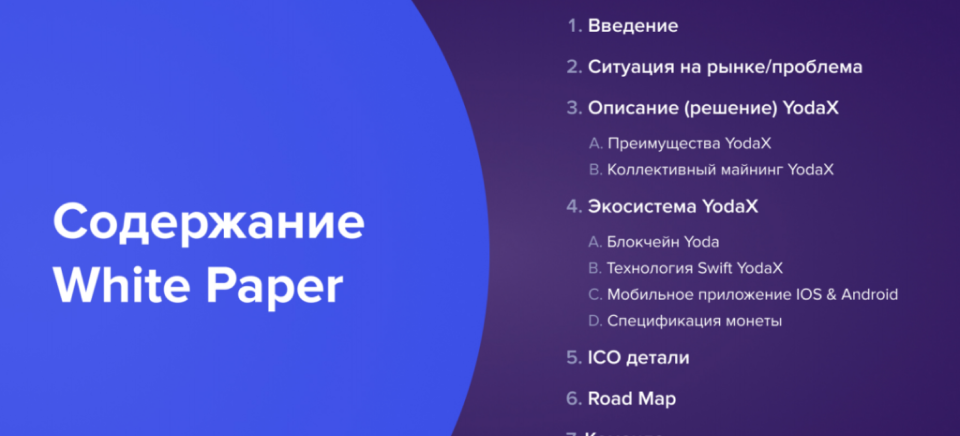 Содержание
White Paper
1. Введение
2. Ситуация на рынке/проблема
3. Описание (решение) YodaX
A. Преимущества YodaX
B. Коллективный майнинг YodaX
4. Экосистема YodaX
A. Блокчейн Yoda
B. Технология Swift YodaX
C. Мобильное приложение IOS & Android
D. Спецификация монеты
5. ICO детали
6. Road Map
7.